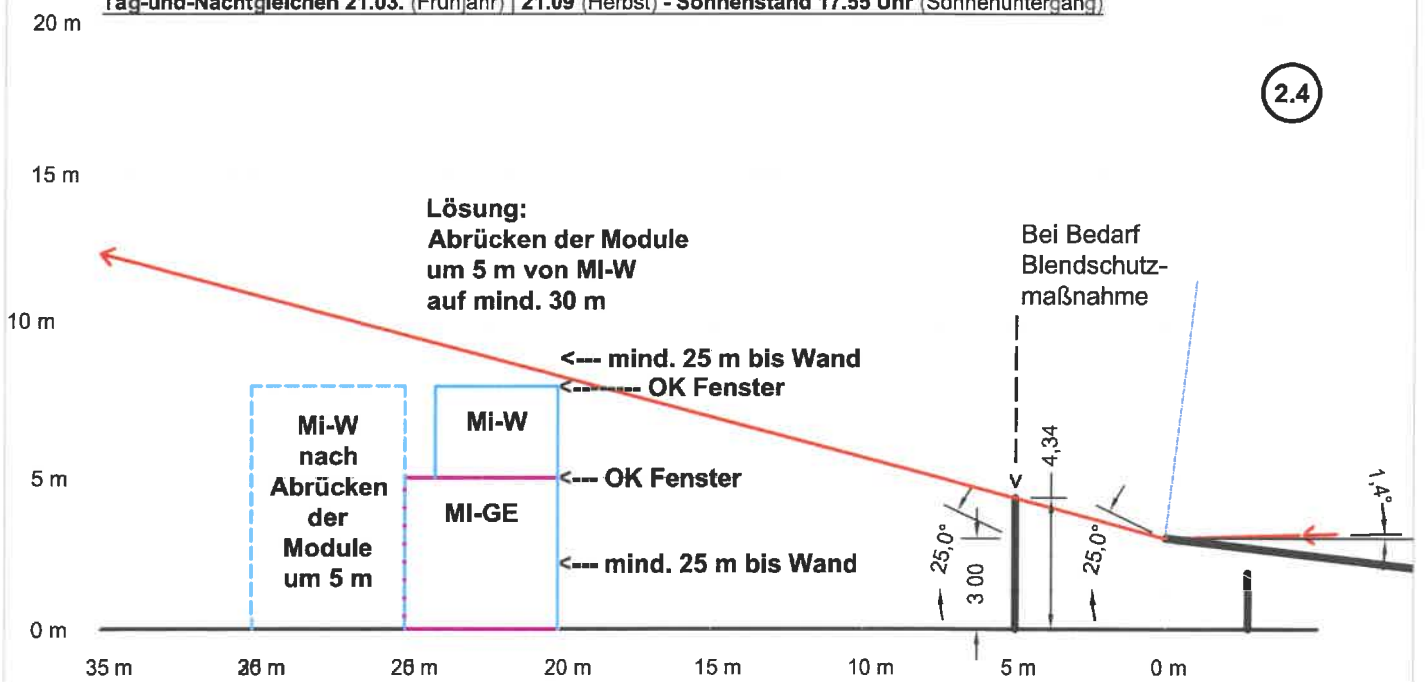 Tag-und-Nachtgleichen 21.03. (Frühjahr) | 21.09 (Herbst) - Sonnenstand 17.55 Uhr (Sonnenuntergang)
20 m
2.4
15 m
Lösung:
Abrücken der Module
um 5 m von MI-W
auf mind. 30 m
Bei Bedarf
Blendschutz-
maßnahme
10 m
<--- mind. 25 m bis Wand
<-------- OK Fenster
Mi-W
nach
Abrücken
der
Module
um 5 m
Mi-W
5 m
<--- OK Fenster
MI-GE
<--- mind. 25 m bis Wand
25,0°
3 00
4,34
25,0°
1,4°
0 m
35 m
25 m
20 m
15 m
10 m
5 m
0 m